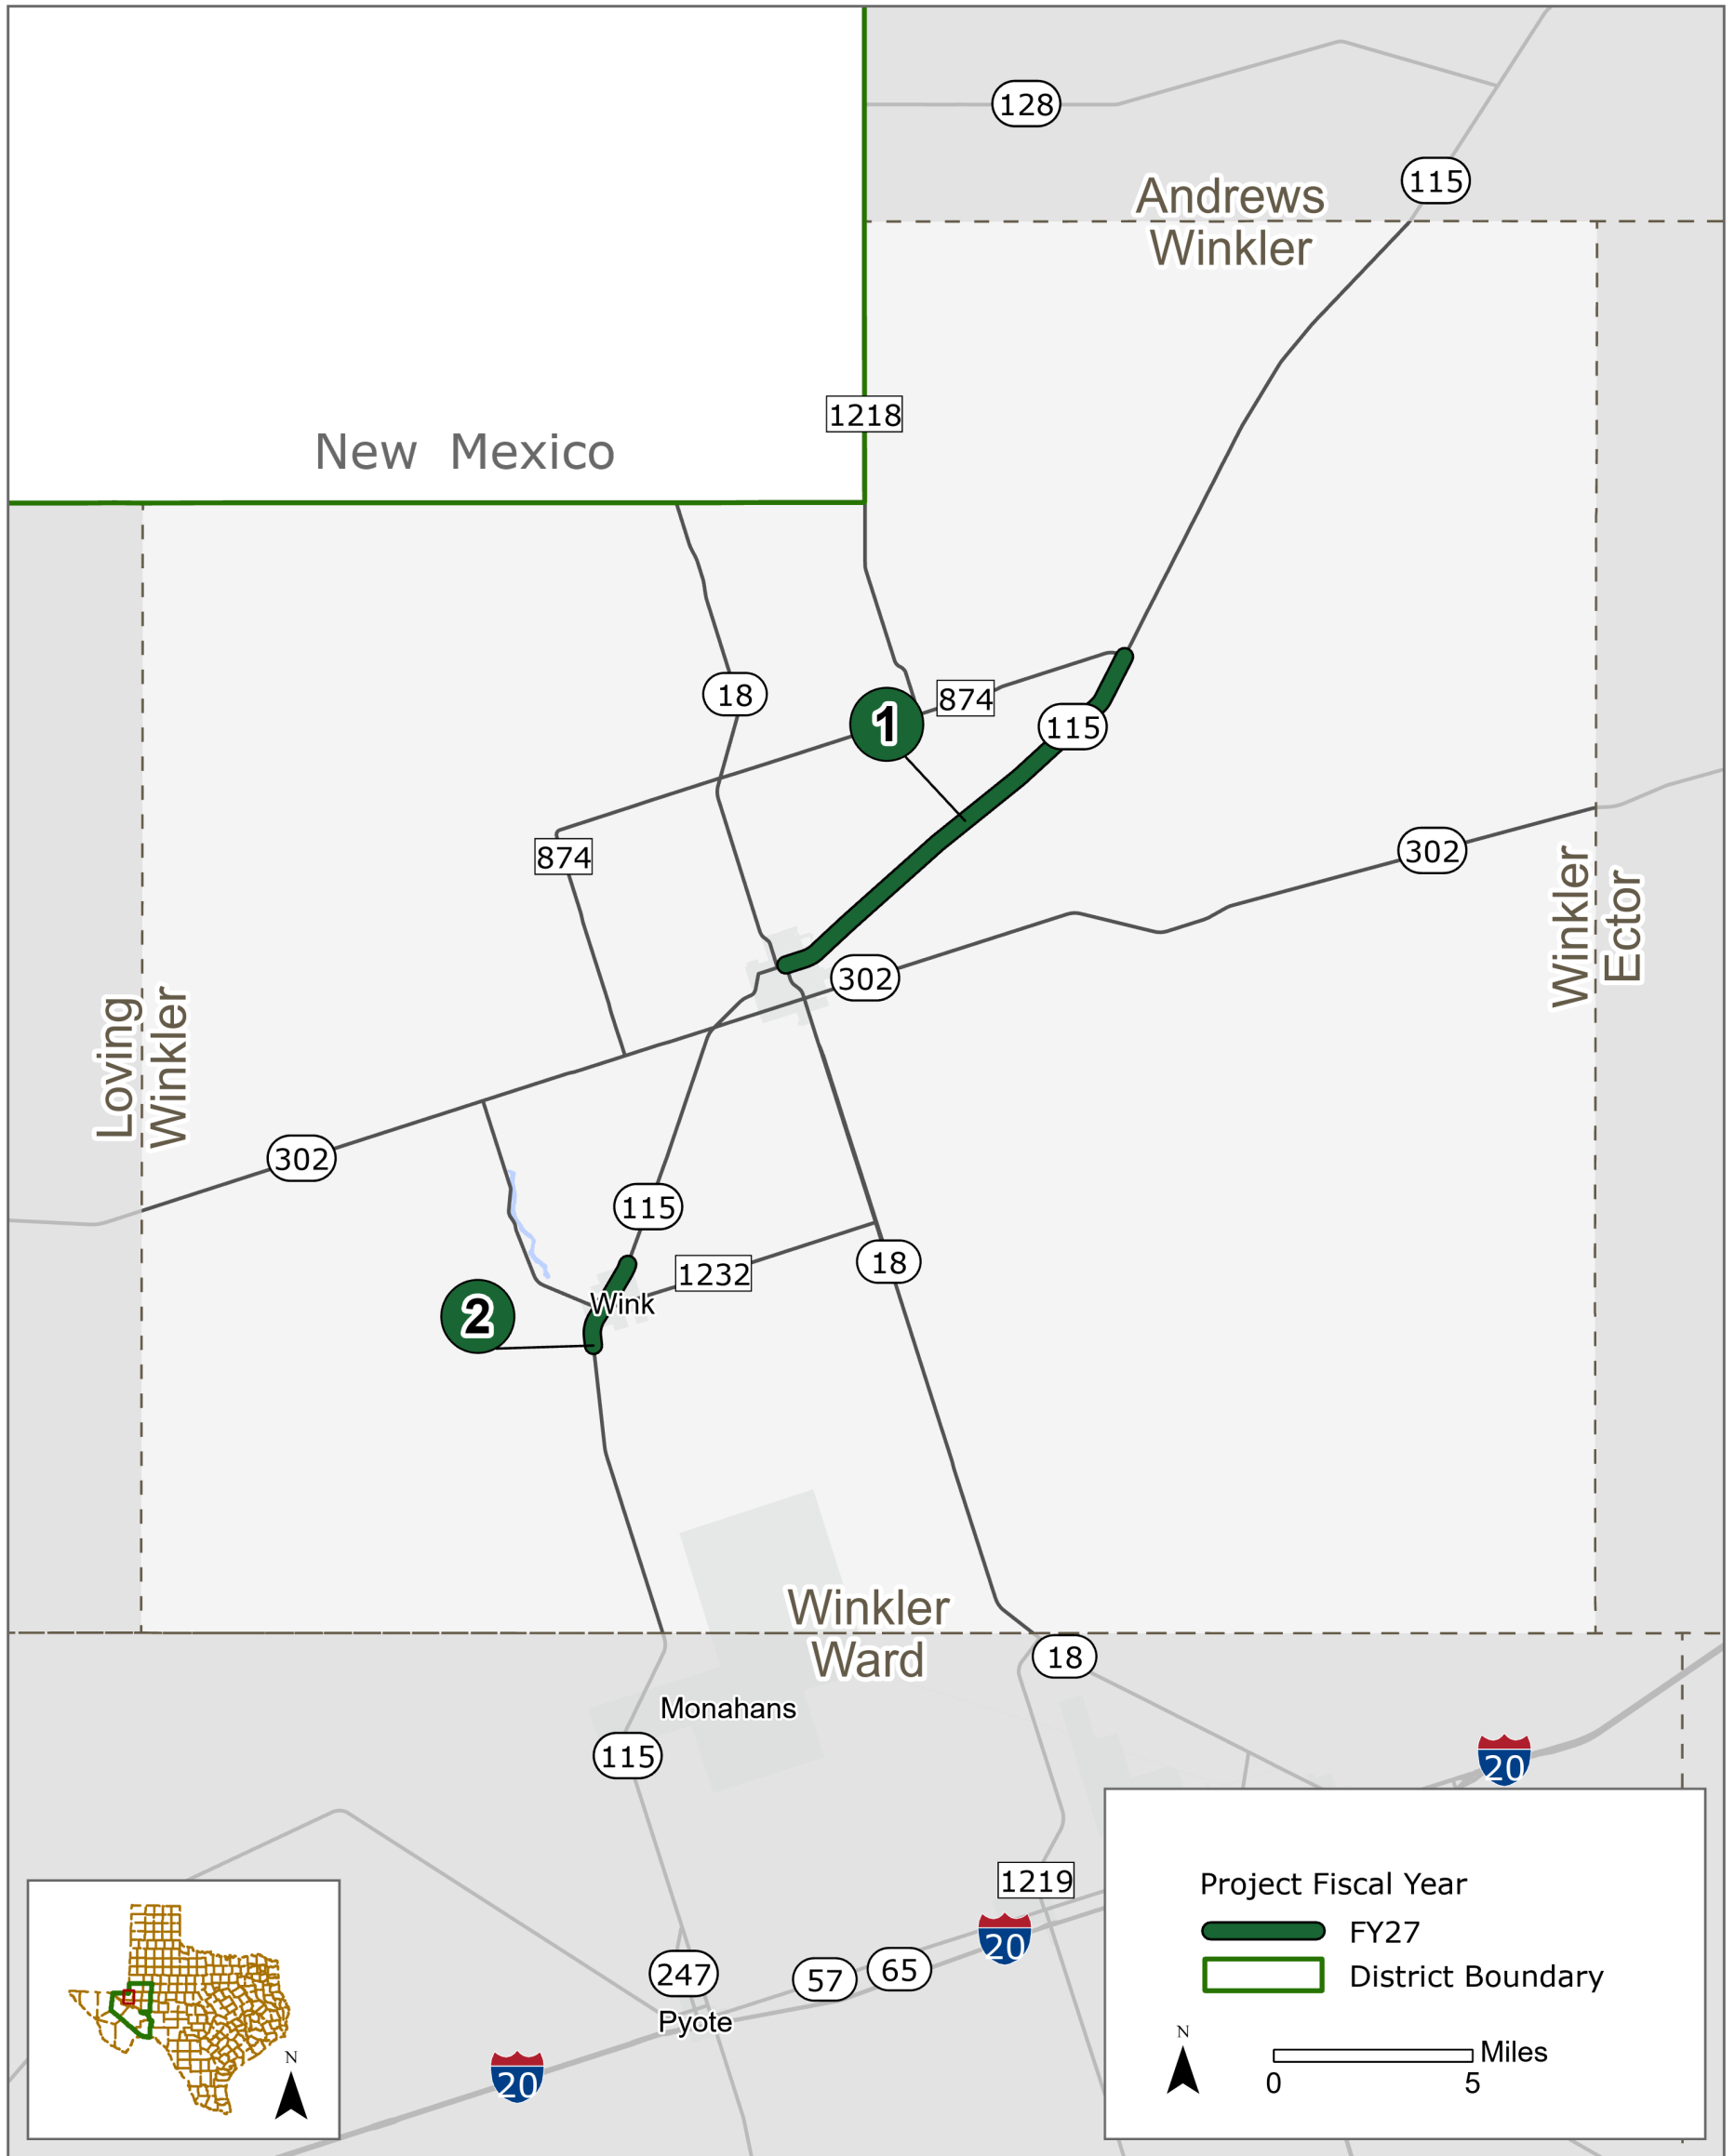 128
115
Andrews
Winkler
1218
New Mexico
18
874
1
115
874
302
Winkler
Ector
302
Loving
Winkler
302
115
18
1232
Wink
2
Winkler
Ward
18
Monahans
115
20
1219
20
247
57
65
Pyote
20
N
Project Fiscal Year
FY27
District Boundary
N
Miles
0
5